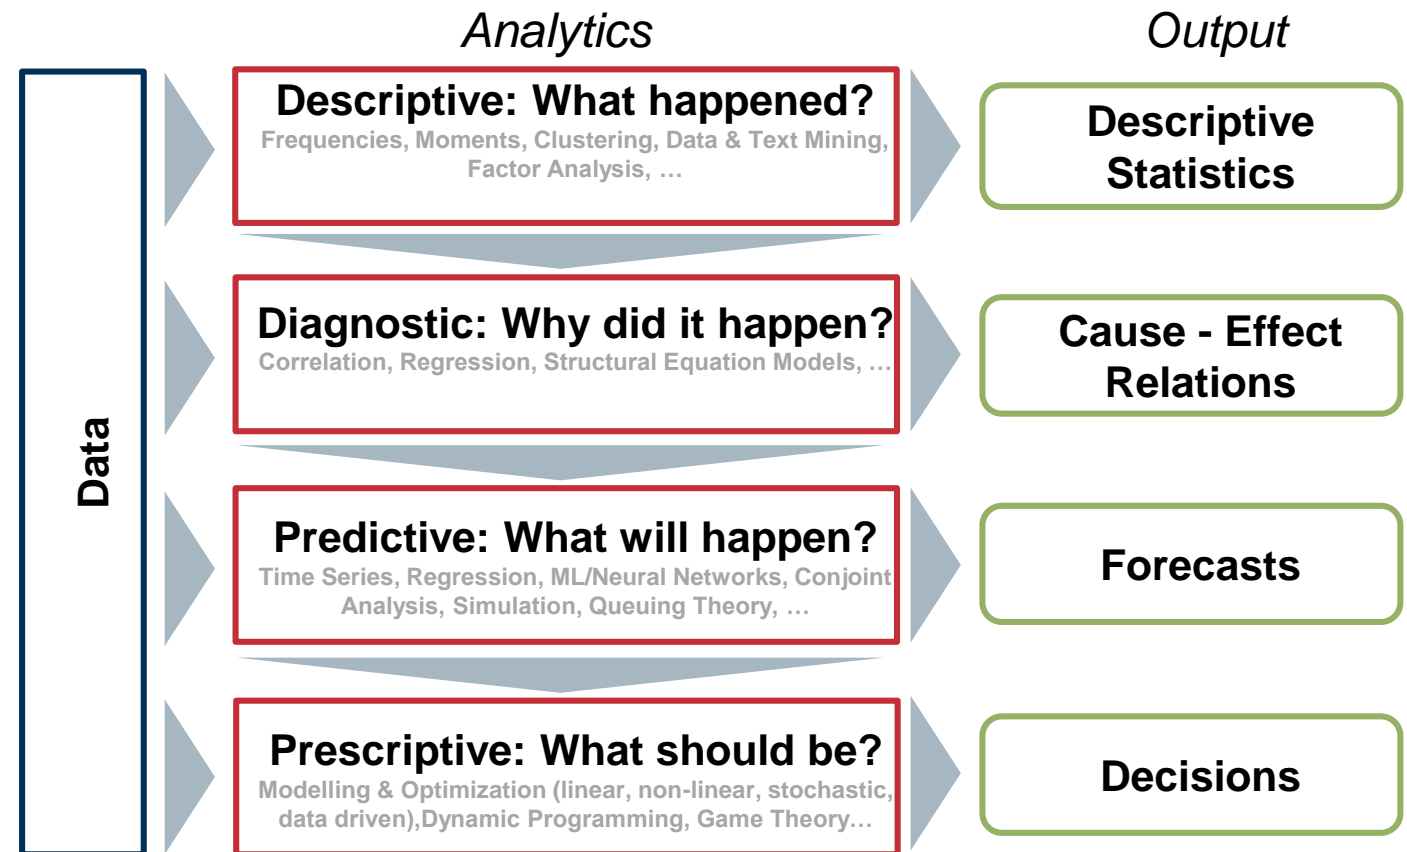 Analytics
Output
Data
Descriptive: What happened?
Frequencies, Moments, Clustering, Data & Text Mining,
Factor Analysis, …
Descriptive
Statistics
Diagnostic: Why did it happen?
Correlation, Regression, Structural Equation Models, …
Cause - Effect
Relations
Predictive: What will happen?
Time Series, Regression, ML/Neural Networks, Conjoint
Analysis, Simulation, Queuing Theory, …
Forecasts
Prescriptive: What should be?
Modelling & Optimization (linear, non-linear, stochastic,
data driven),Dynamic Programming, Game Theory…
Decisions